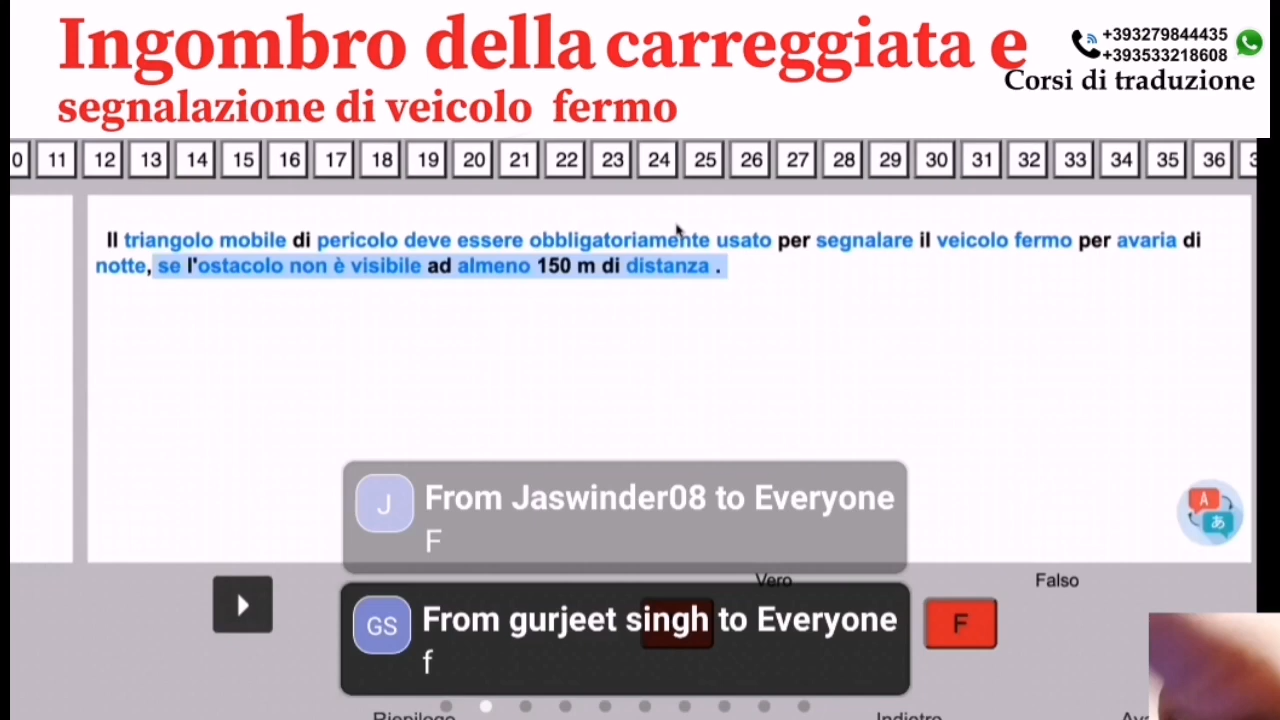 Ingombro della carreggiata e
segnalazione di veicolo fermo
+393279844435
+393533218608
Corsi di traduzione
0 11 12 13 14 15 16 17 18 19 20 21 22 23 24 25 26 27 28 29 30 31 32 33 34 35 36
Il triangolo mobile di pericolo deve essere obbligatoriamente usato per segnalare il veicolo fermo per avaria di
notte, se l'ostacolo non è visibile ad almeno 150 m di distanza .
A
あ
J
From Jaswinder08 to Everyone
F
Vero
Falso
GS
From gurjeet singh to Everyone
f
F
Riepilogo
Indietro